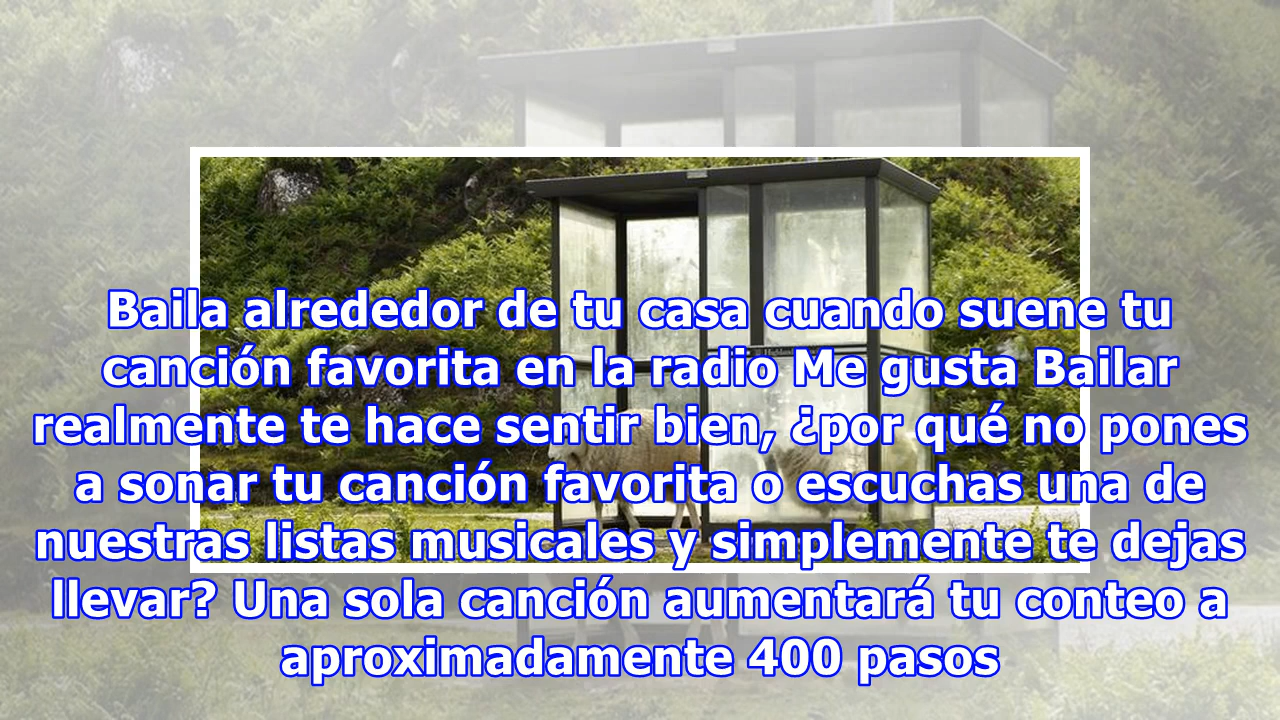 Baila alrededor de tu casa cuando suene tu
canción favorita en la radio Me gusta Bailar
realmente te hace sentir bien, ¿por qué no pones
a sonar tu canción favorita o escuchas una de
nuestras listas musicales y simplemente te dejas
llevar? Una sola canción aumentará tu conteo a
aproximadamente 400 pasos